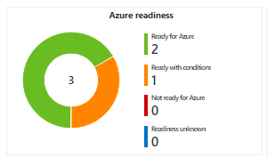 Azure readiness
3
Ready for Azure
2
Ready with conditions
1
Not ready for Azure
0
Readiness unknown
0